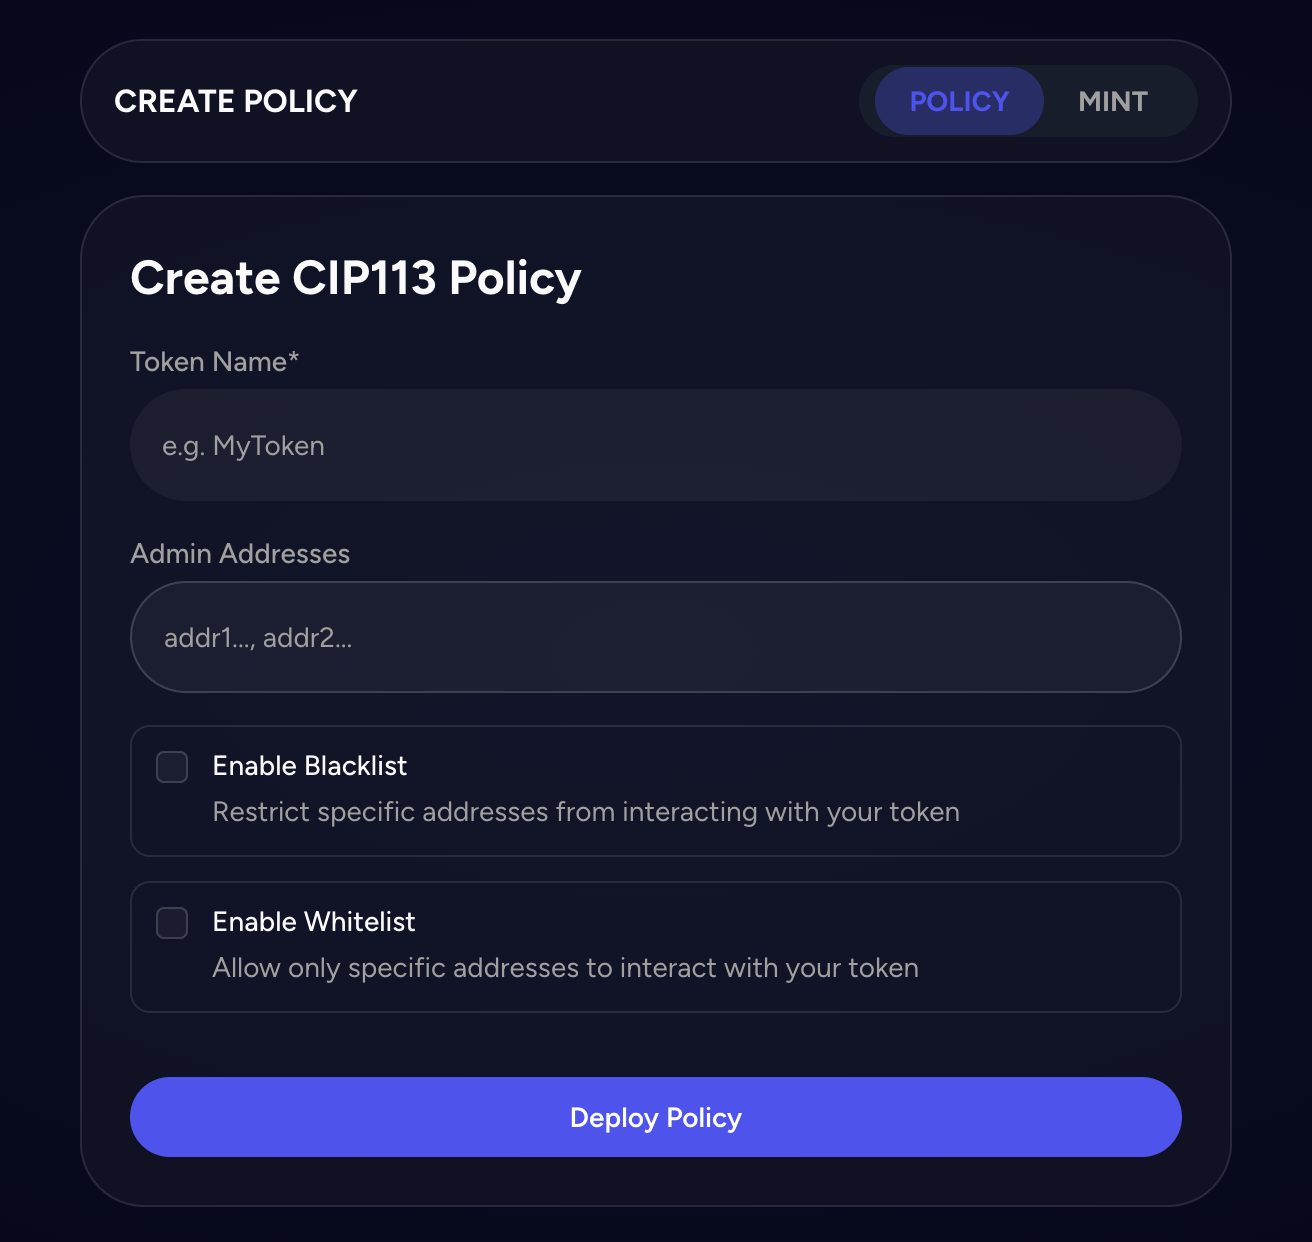 CREATE POLICY
POLICY
MINT
Create CIP113 Policy
Token Name*
e.g. MyToken
Admin Addresses
addr1..., addr2...
Enable Blacklist
Restrict specific addresses from interacting with your token
Enable Whitelist
Allow only specific addresses to interact with your token
Deploy Policy